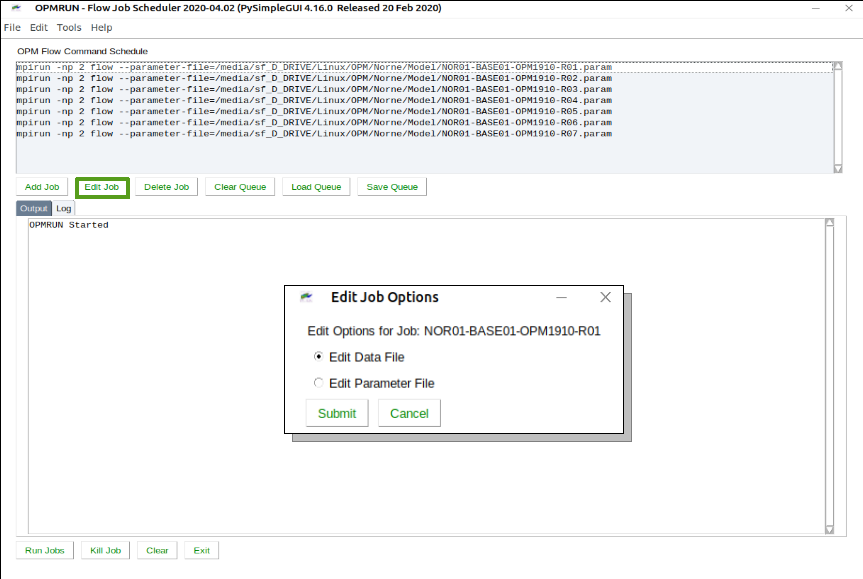 OPMRUN - Flow Job Scheduler 2020-04.02 (PySimpleGUI 4.16.0 Released 20 Feb 2020)
File Edit Tools Help
OPM Flow Command Schedule
mpirun -np 2 flow --parameter-file=/media/sf_D_DRIVE/Linux/OPM/Norne/Model/NOR01-BASE01-OPM1910-R01.param
mpirun -np 2 flow --parameter-file=/media/sf_D_DRIVE/Linux/OPM/Norne/Model/NOR01-BASE01-OPM1910-R02.param
mpirun -np 2 flow --parameter-file=/media/sf_D_DRIVE/Linux/OPM/Norne/Model/NOR01-BASE01-OPM1910-R03.param
mpirun -np 2 flow --parameter-file=/media/sf_D_DRIVE/Linux/OPM/Norne/Model/NOR01-BASE01-OPM1910-R04.param
mpirun -np 2 flow --parameter-file=/media/sf_D_DRIVE/Linux/OPM/Norne/Model/NOR01-BASE01-OPM1910-R05.param
mpirun -np 2 flow --parameter-file=/media/sf_D_DRIVE/Linux/OPM/Norne/Model/NOR01-BASE01-OPM1910-R06.param
mpirun -np 2 flow --parameter-file=/media/sf_D_DRIVE/Linux/OPM/Norne/Model/NOR01-BASE01-OPM1910-R07.param
Add Job Edit Job Delete Job Clear Queue Load Queue Save Queue
Output Log
OPMRUN Started
Edit Job Options
Edit Options for Job: NOR01-BASE01-OPM1910-R01
Edit Data File
Edit Parameter File
Submit Cancel
Run Jobs Kill Job Clear Exit